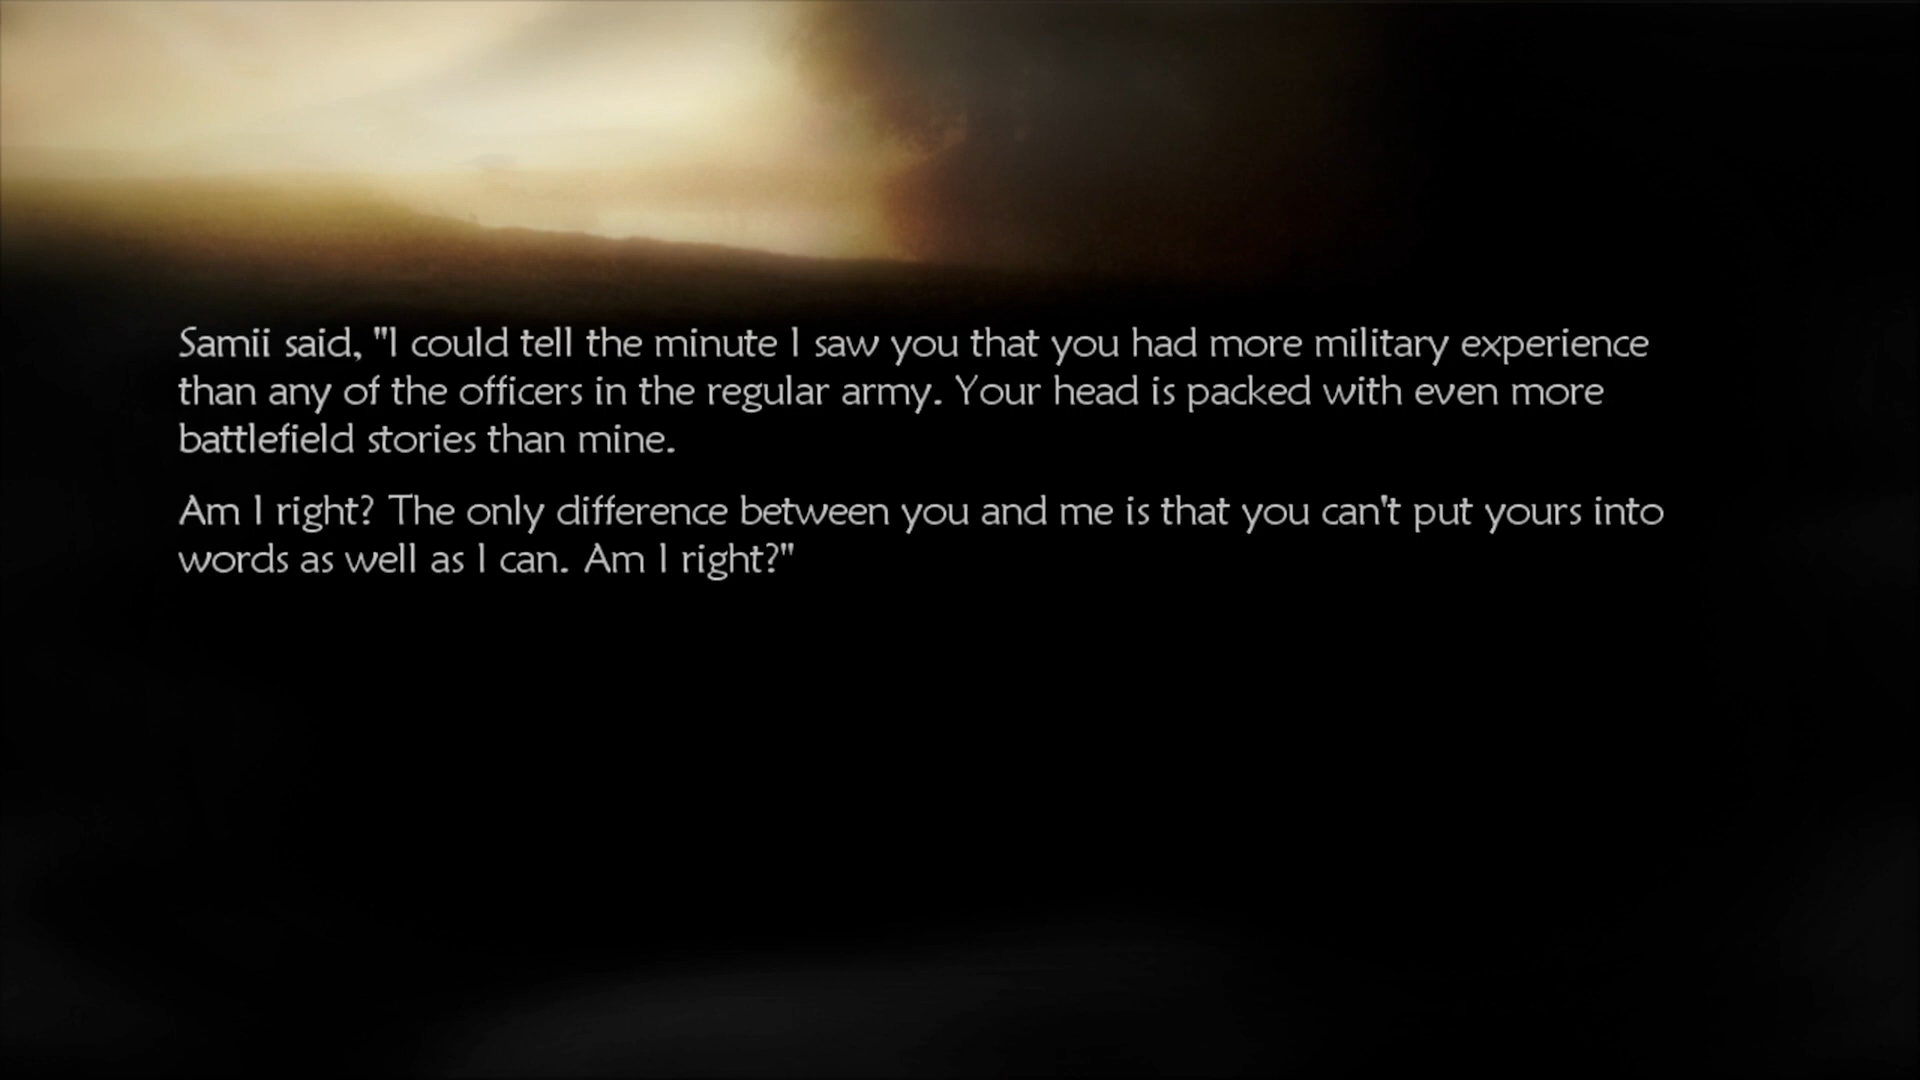 Samii said, "I could tell the minute I saw you that you had more military experience
than any of the officers in the regular army. Your head is packed with even more
battlefield stories than mine.
Am I right? The only difference between you and me is that you can't put yours into
words as well as I can. Am I right?"